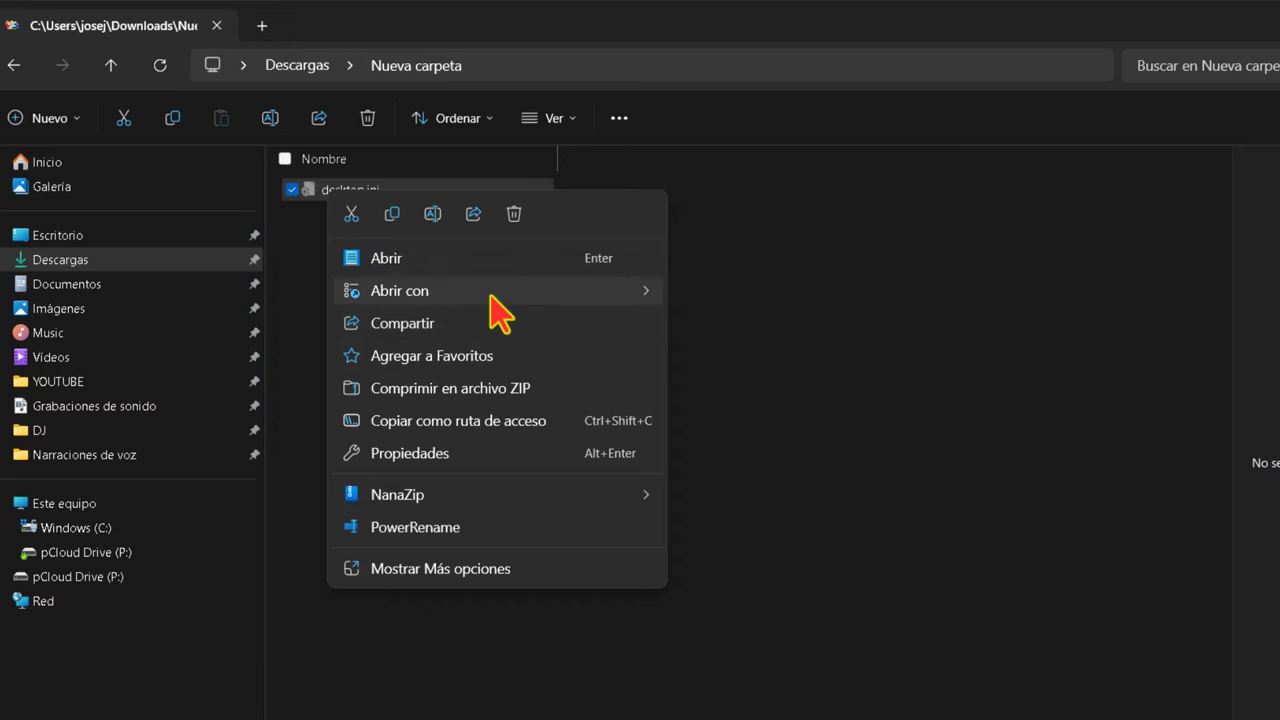 C:\Users\josej\Downloads\Nue
Descargas
Nueva carpeta
Buscar en Nueva carpe
Nuevo
Ordenar
Ver
Inicio
Galería
Escritorio
Descargas
Documentos
Imágenes
Music
Vídeos
YOUTUBE
Grabaciones de sonido
DJ
Narraciones de voz
Este equipo
Windows (C:)
pCloud Drive (P:)
pCloud Drive (P:)
Red
Nombre
desktop.ini
Abrir Enter
Abrir con
Compartir
Agregar a Favoritos
Comprimir en archivo ZIP
Copiar como ruta de acceso Ctrl+Shift+C
Propiedades Alt+Enter
NanaZip
PowerRename
Mostrar Más opciones
No se